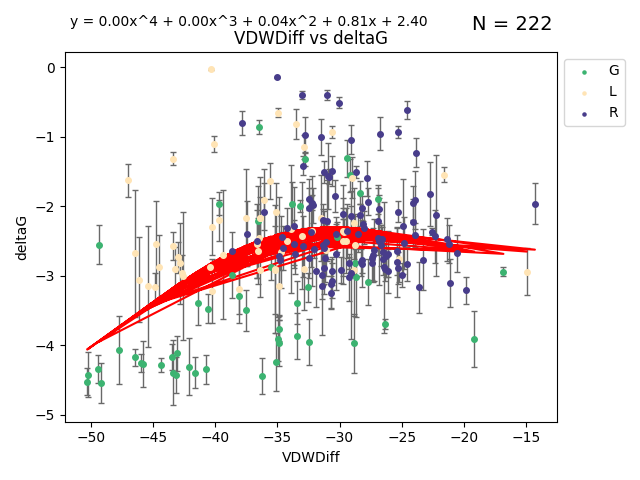 y = 0.00x^4 + 0.00x^3 + 0.04x^2 + 0.81x + 2.40
N = 222
VDWDiff vs deltaG
G
L
R
deltaG
0
−1
−2
−3
−4
−5
−50 −45 −40 −35 −30 −25 −20 −15
VDWDiff